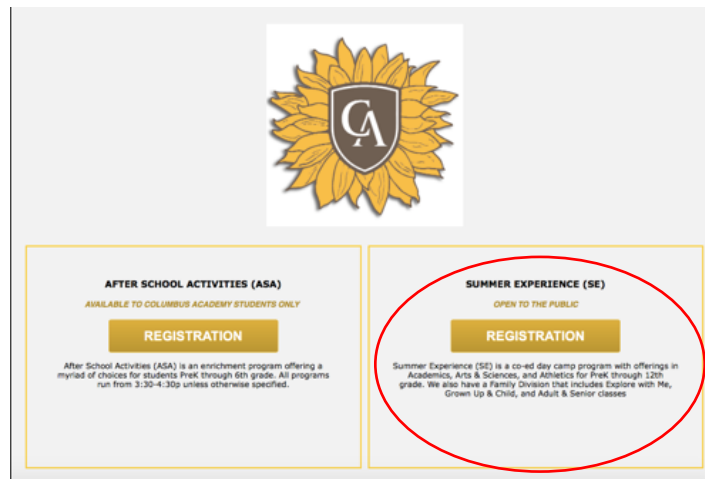 CA
AFTER SCHOOL ACTIVITIES (ASA)
AVAILABLE TO COLUMBUS ACADEMY STUDENTS ONLY
REGISTRATION
After School Activities (ASA) is an enrichment program offering a
myriad of choices for students PreK through 6th grade. All programs
run from 3:30-4:30p unless otherwise specified.
SUMMER EXPERIENCE (SE)
OPEN TO THE PUBLIC
REGISTRATION
Summer Experience (SE) is a co-ed day camp program with offerings in
Academics, Arts & Sciences, and Athletics for PreK through 12th
grade. We also have a Family Division that includes Explore with Me,
Grown Up & Child, and Adult & Senior classes